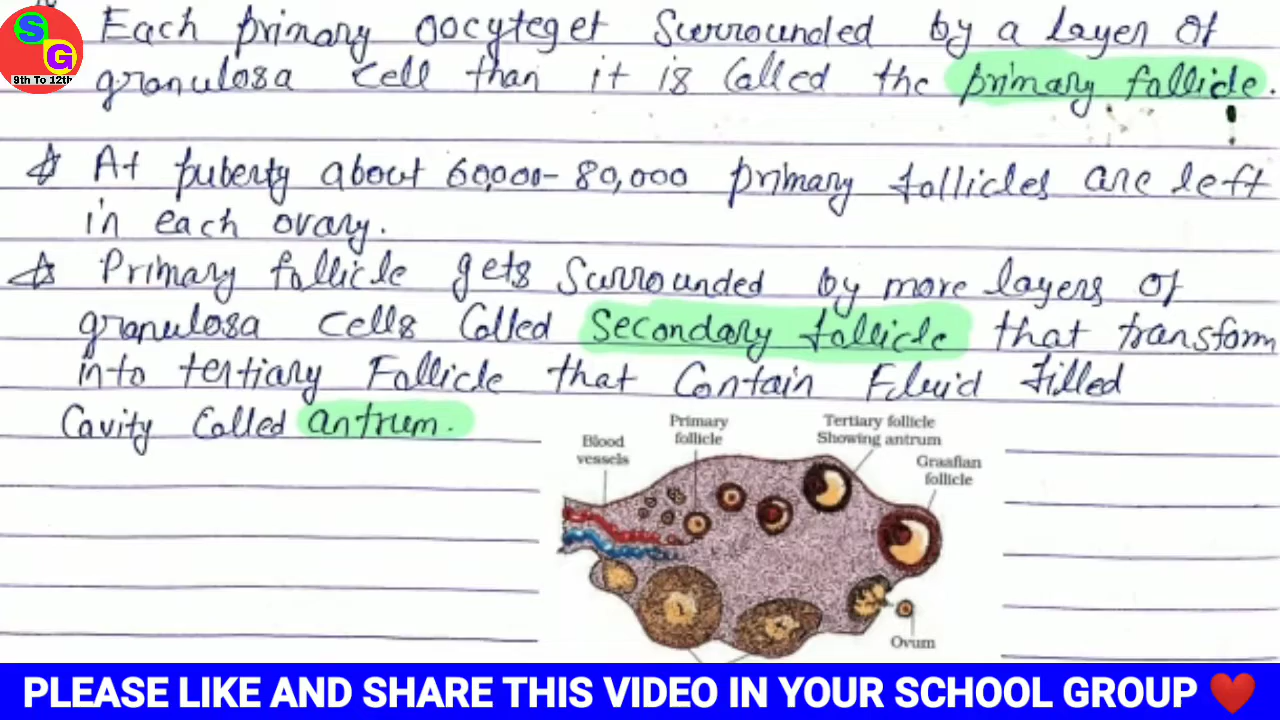 S
G
9th To 12th
Each primary oocyteget surrounded by a layer of
granulosa cell than it is called the primary follicle.
☆ At puberty about 60,000-80,000 primary follicles are left
in each ovary.
☆ Primary follicle gets surrounded by more layers of
granulosa cells called secondary follicle that transform
into tertiary follicle that contain fluid filled
cavity called antrum.
Blood
vessels
Primary
follicle
Tertiary follicle
Showing antrum
Graafian
follicle
Ovum
PLEASE LIKE AND SHARE THIS VIDEO IN YOUR SCHOOL GROUP ❤️